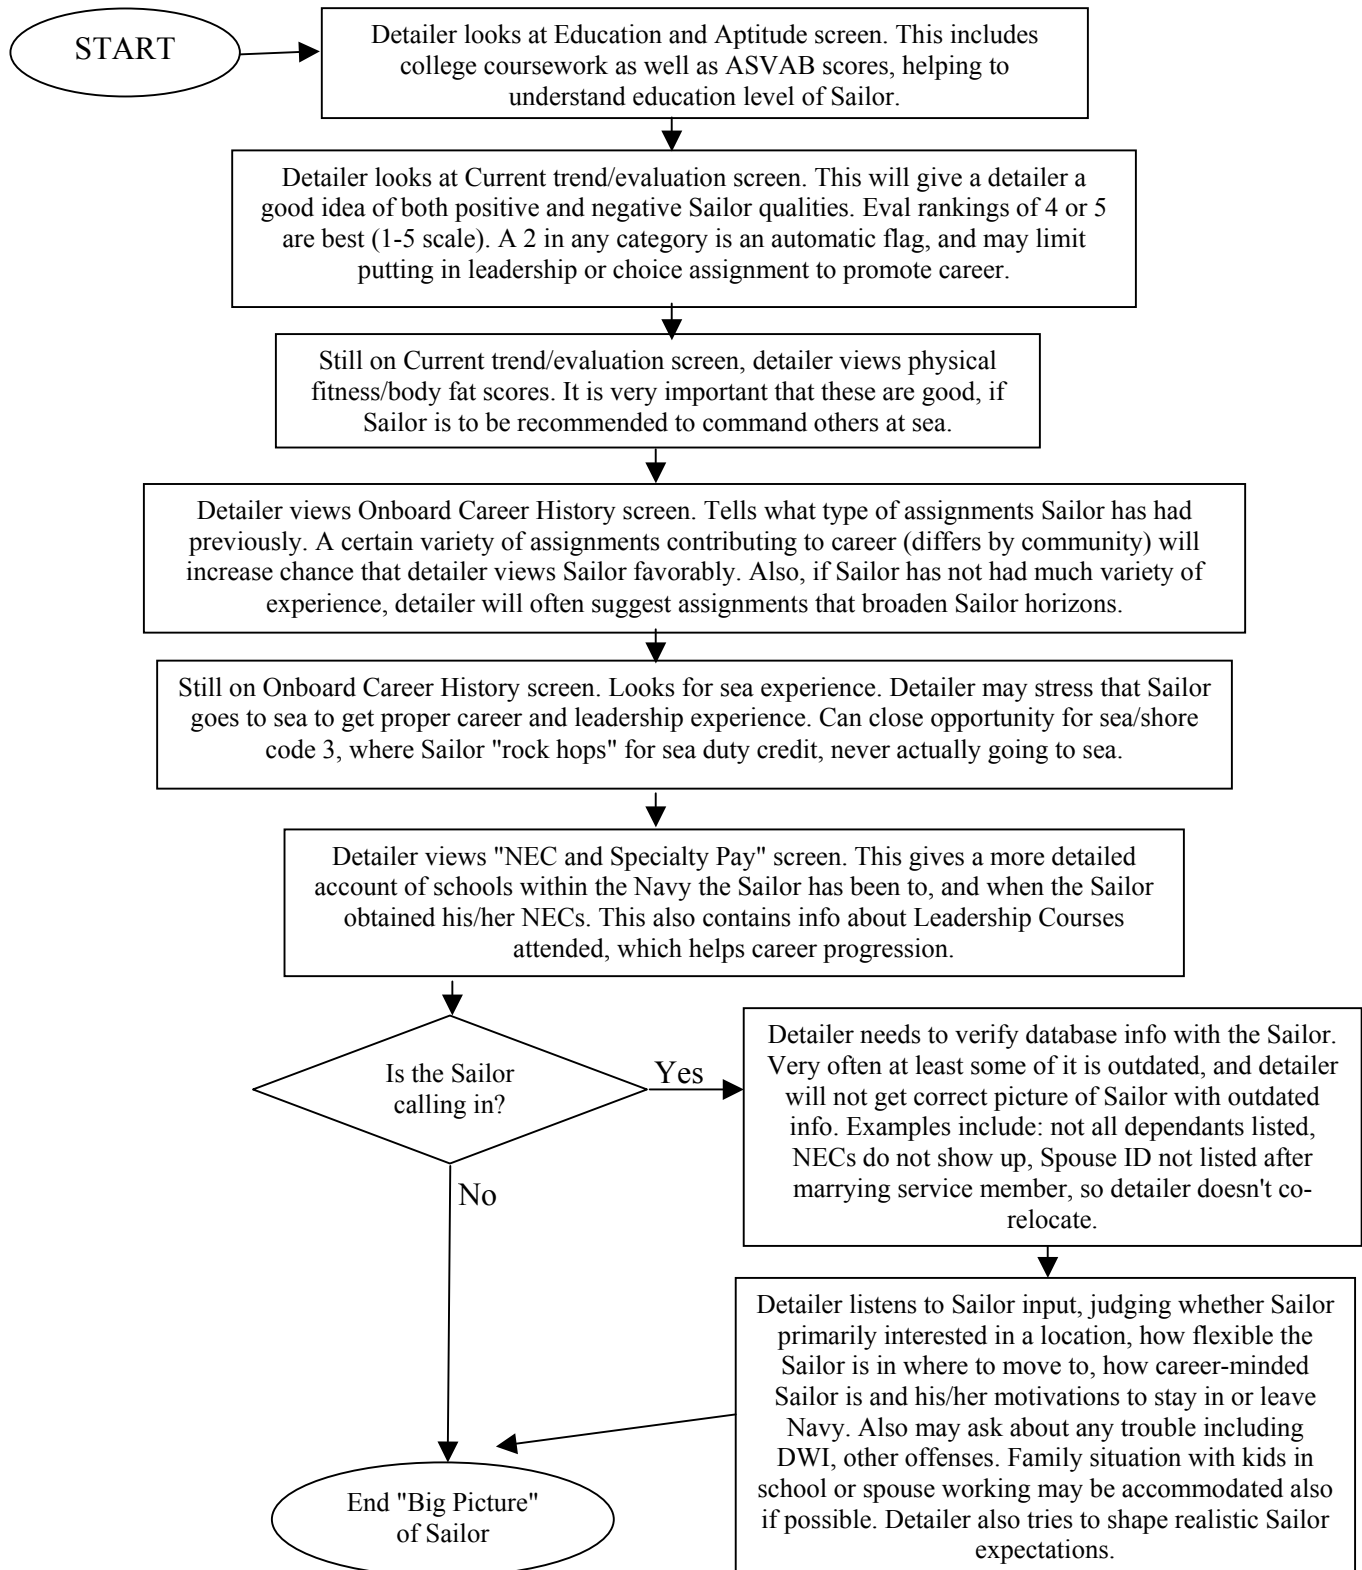 START
Detailer looks at Education and Aptitude screen. This includes
college coursework as well as ASVAB scores, helping to
understand education level of Sailor.
Detailer looks at Current trend/evaluation screen. This will give a detailer a
good idea of both positive and negative Sailor qualities. Eval rankings of 4 or 5
are best (1-5 scale). A 2 in any category is an automatic flag, and may limit
putting in leadership or choice assignment to promote career.
Still on Current trend/evaluation screen, detailer views physical
fitness/body fat scores. It is very important that these are good, if
Sailor is to be recommended to command others at sea.
Detailer views Onboard Career History screen. Tells what type of assignments Sailor has had
previously. A certain variety of assignments contributing to career (differs by community) will
increase chance that detailer views Sailor favorably. Also, if Sailor has not had much variety of
experience, detailer will often suggest assignments that broaden Sailor horizons.
Still on Onboard Career History screen. Looks for sea experience. Detailer may stress that Sailor
goes to sea to get proper career and leadership experience. Can close opportunity for sea/shore
code 3, where Sailor "rock hops" for sea duty credit, never actually going to sea.
Detailer views "NEC and Specialty Pay" screen. This gives a more detailed
account of schools within the Navy the Sailor has been to, and when the Sailor
obtained his/her NECs. This also contains info about Leadership Courses
attended, which helps career progression.
Is the Sailor
calling in?
Yes
Detailer needs to verify database info with the Sailor.
Very often at least some of it is outdated, and detailer
will not get correct picture of Sailor with outdated
info. Examples include: not all dependants listed,
NECs do not show up, Spouse ID not listed after
marrying service member, so detailer doesn't co-
relocate.
No
Detailer listens to Sailor input, judging whether Sailor
primarily interested in a location, how flexible the
Sailor is in where to move to, how career-minded
Sailor is and his/her motivations to stay in or leave
Navy. Also may ask about any trouble including
DWI, other offenses. Family situation with kids in
school or spouse working may be accommodated also
if possible. Detailer also tries to shape realistic Sailor
expectations.
End "Big Picture"
of Sailor